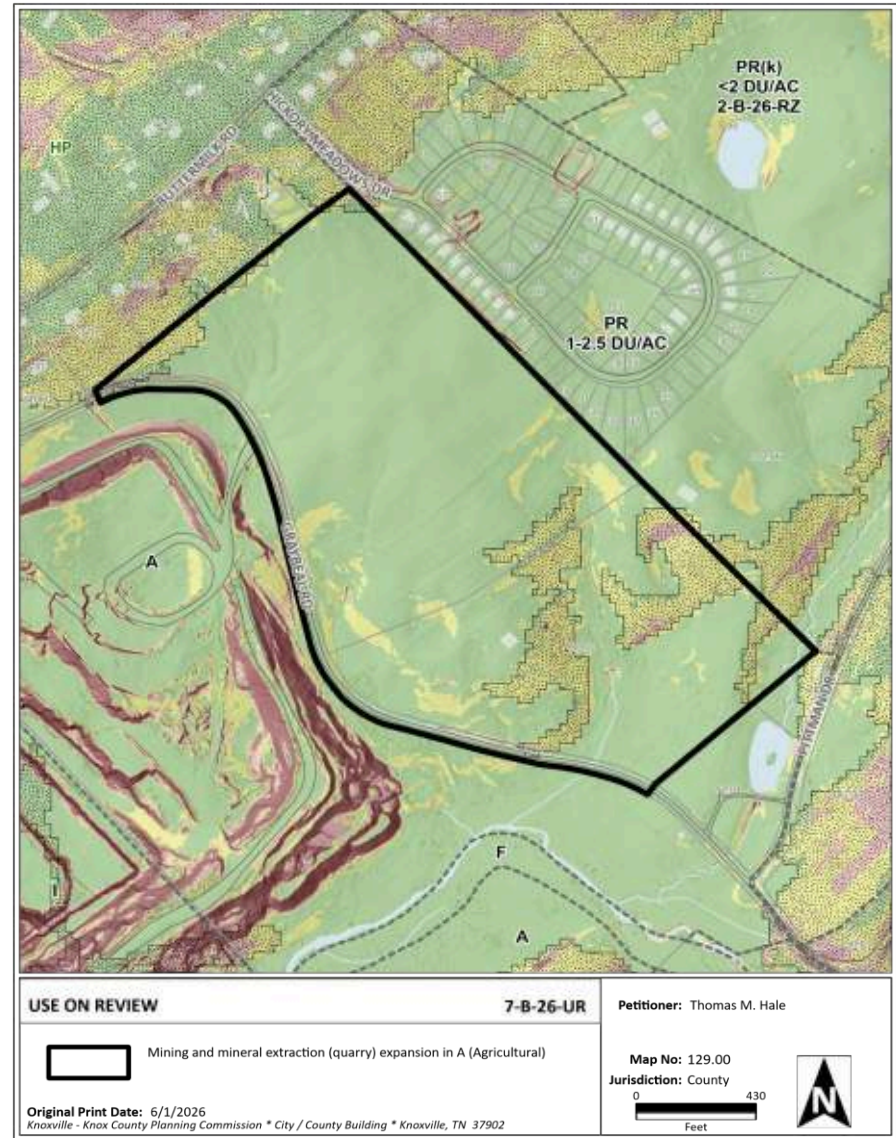 PR(k)
<2 DU/AC
2-B-26-RZ
HICKORY MEADOWS DR
HP
BUTTERMILK RD
A
PR
1-2.5 DU/AC
A
GRAYBEAL RD
F
A
I
USE ON REVIEW
7-B-26-UR
Petitioner: Thomas M. Hale
Mining and mineral extraction (quarry) expansion in A (Agricultural)
Map No: 129.00
Jurisdiction: County
0 430
Feet
N
Original Print Date: 6/1/2026
Knoxville - Knox County Planning Commission * City / County Building * Knoxville, TN 37902